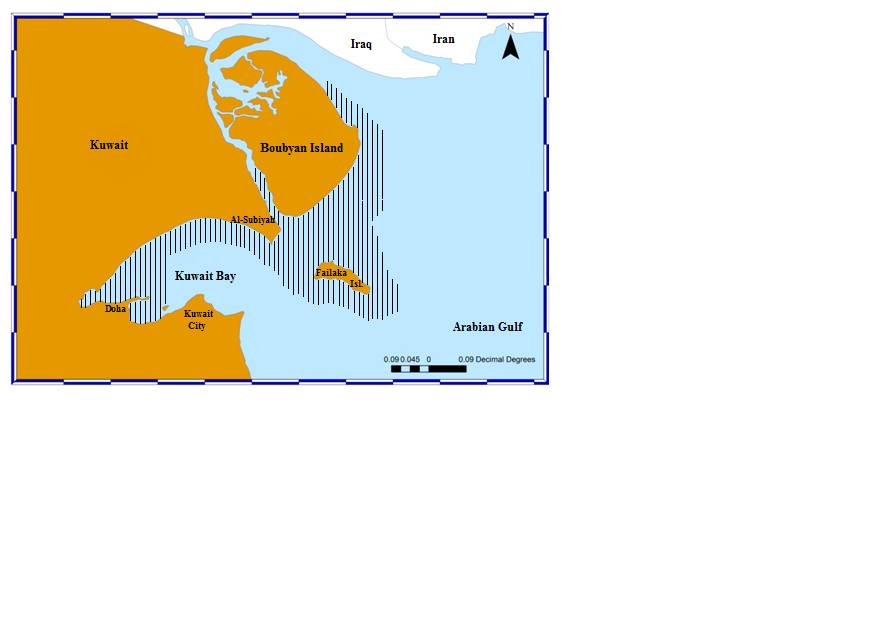 N
Iraq
Iran
Kuwait
Boubyan Island
Al-Subiyah
Kuwait Bay
Failaka
Isl.
Doha
Kuwait
City
Arabian Gulf
0.09 0.045 0 0.09 Decimal Degrees